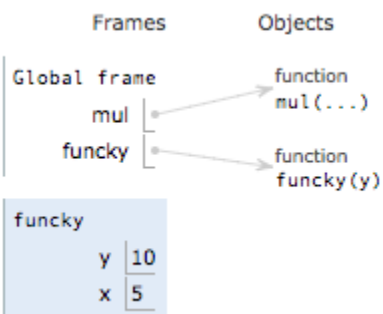 Frames Objects
Global frame
mul
funcky
function
mul(...)
function
funcky(y)
funcky
y 10
x 5